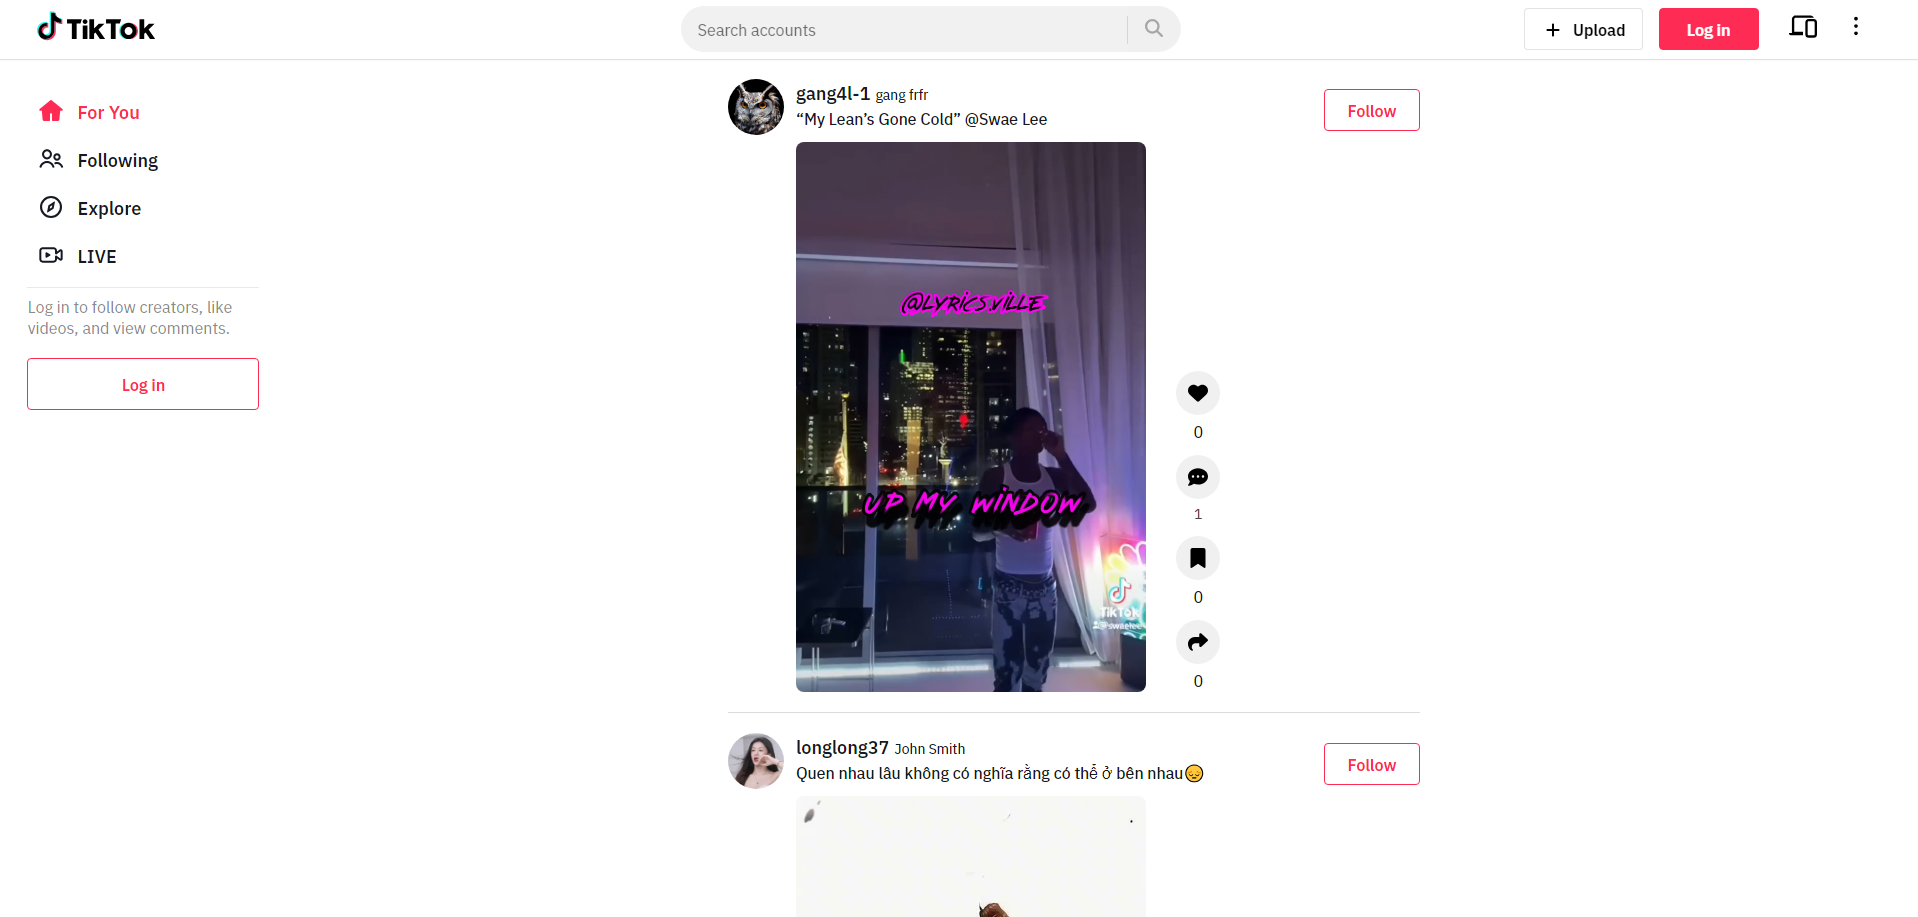 TikTok
Search accounts
Upload
Log in
For You
Following
Explore
LIVE
Log in to follow creators, like
videos, and view comments.
Log in
gang4l-1 gang frfr
“My Lean’s Gone Cold” @Swae Lee
Follow
@LYRICSVILLE
UP MY WINDOW
TikTok
@swaelee
0
1
0
0
longlong37 John Smith
Quen nhau lâu không có nghĩa rằng có thể ở bên nhau😔
Follow